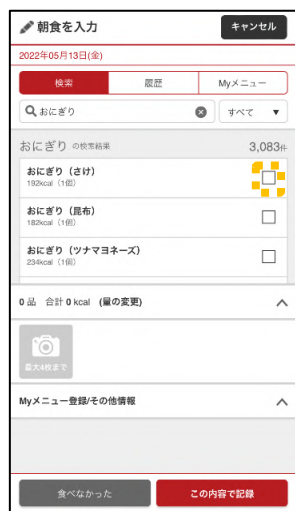 朝食を入力
キャンセル
2022年05月13日(金)
検索 履歴 Myメニュー
おにぎり すべて ▼
おにぎり の検索結果 3,083件
おにぎり（さけ）
192kcal（1個）
おにぎり（昆布）
182kcal（1個）
おにぎり（ツナマヨネーズ）
234kcal（1個）
0 品 合計 0 kcal (量の変更)
最大4枚まで
Myメニュー登録/その他情報
食べなかった この内容で記録